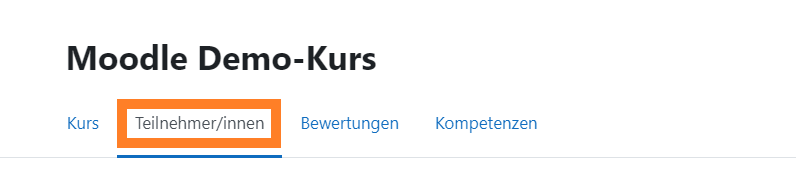 Moodle Demo-Kurs
Kurs Teilnehmer/innen Bewertungen Kompetenzen